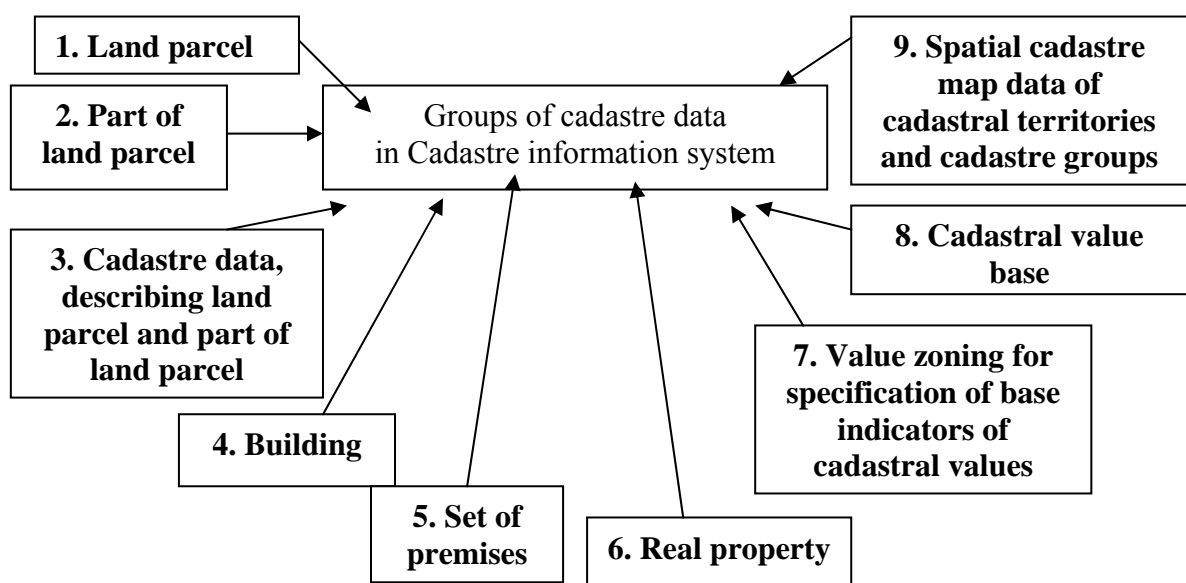 1. Land parcel
2. Part of
land parcel
Groups of cadastre data
in Cadastre information system
9. Spatial cadastre
map data of
cadastral territories
and cadastre groups
3. Cadastre data,
describing land
parcel and part of
land parcel
8. Cadastral value
base
7. Value zoning for
specification of base
indicators of
cadastral values
4. Building
5. Set of
premises
6. Real property